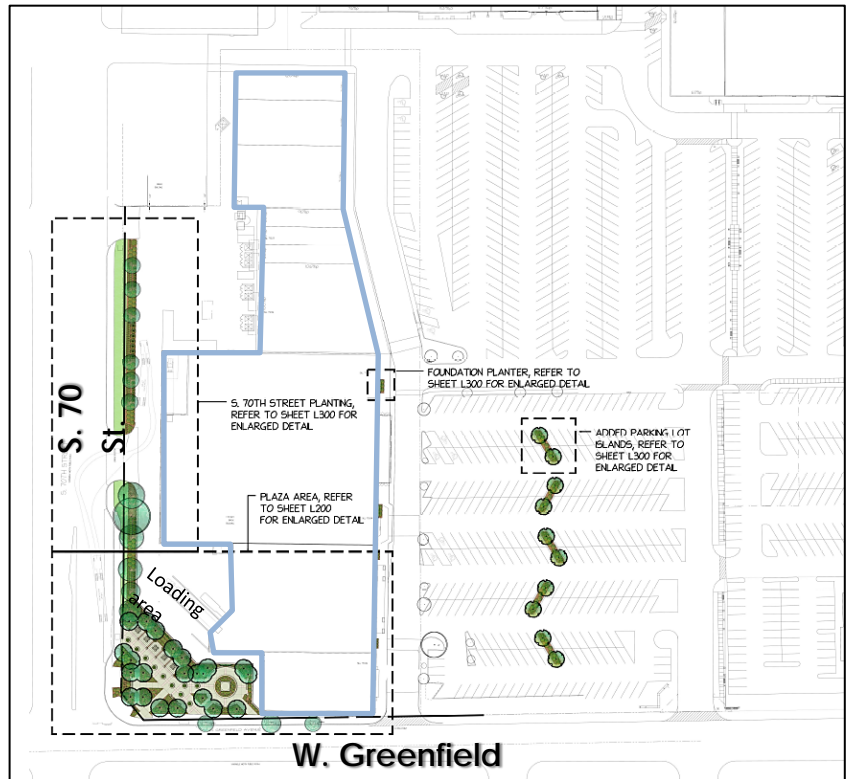 FOUNDATION PLANTER, REFER TO
SHEET L300 FOR ENLARGED DETAIL
S. 70TH STREET PLANTING,
REFER TO SHEET L300 FOR
ENLARGED DETAIL
ADDED PARKING LOT
ISLANDS, REFER TO
SHEET L300 FOR
ENLARGED DETAIL
S. 70
St.
PLAZA AREA, REFER
TO SHEET L200
FOR ENLARGED DETAIL
Loading
area
W. Greenfield